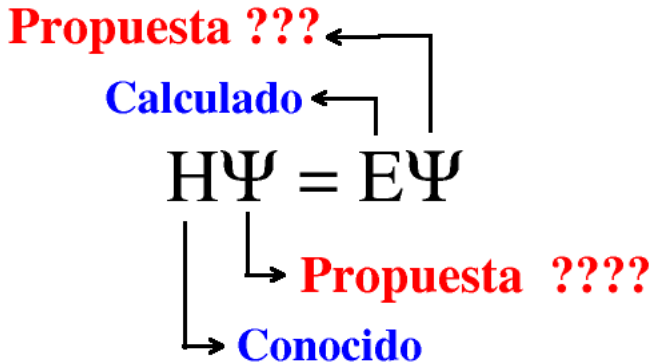 Propuesta ???
Calculado
HΨ = EΨ
Propuesta ????
Conocido